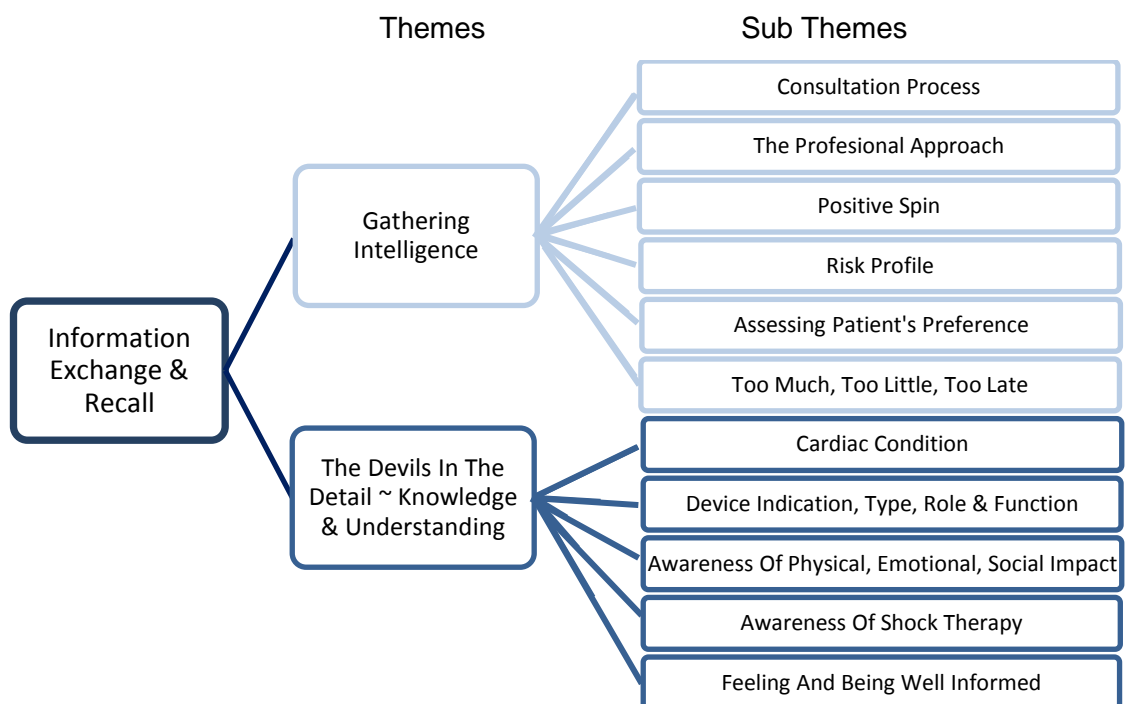 Themes
Sub Themes
Information
Exchange &
Recall
Gathering
Intelligence
Consultation Process
The Profesional Approach
Positive Spin
Risk Profile
Assessing Patient's Preference
Too Much, Too Little, Too Late
The Devils In The
Detail ~ Knowledge
& Understanding
Cardiac Condition
Device Indication, Type, Role & Function
Awareness Of Physical, Emotional, Social Impact
Awareness Of Shock Therapy
Feeling And Being Well Informed